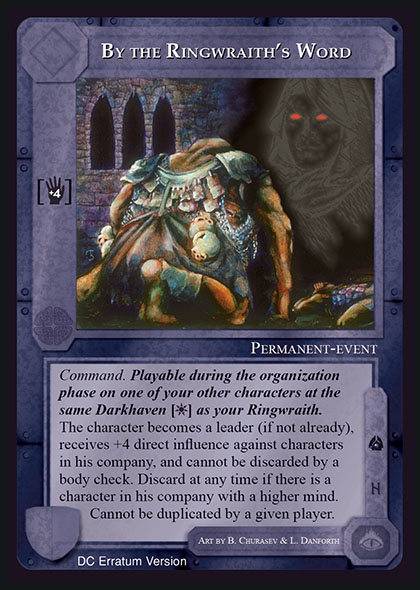 By the Ringwraith's Word
[+4]
Permanent-event
Command. Playable during the organization
phase on one of your other characters at the
same Darkhaven [☀] as your Ringwraith.
The character becomes a leader (if not already),
receives +4 direct influence against characters
in his company, and cannot be discarded by a
body check. Discard at any time if there is a
character in his company with a higher mind.
Cannot be duplicated by a given player.
Art by B. Churasev & L. Danforth
DC Erratum Version